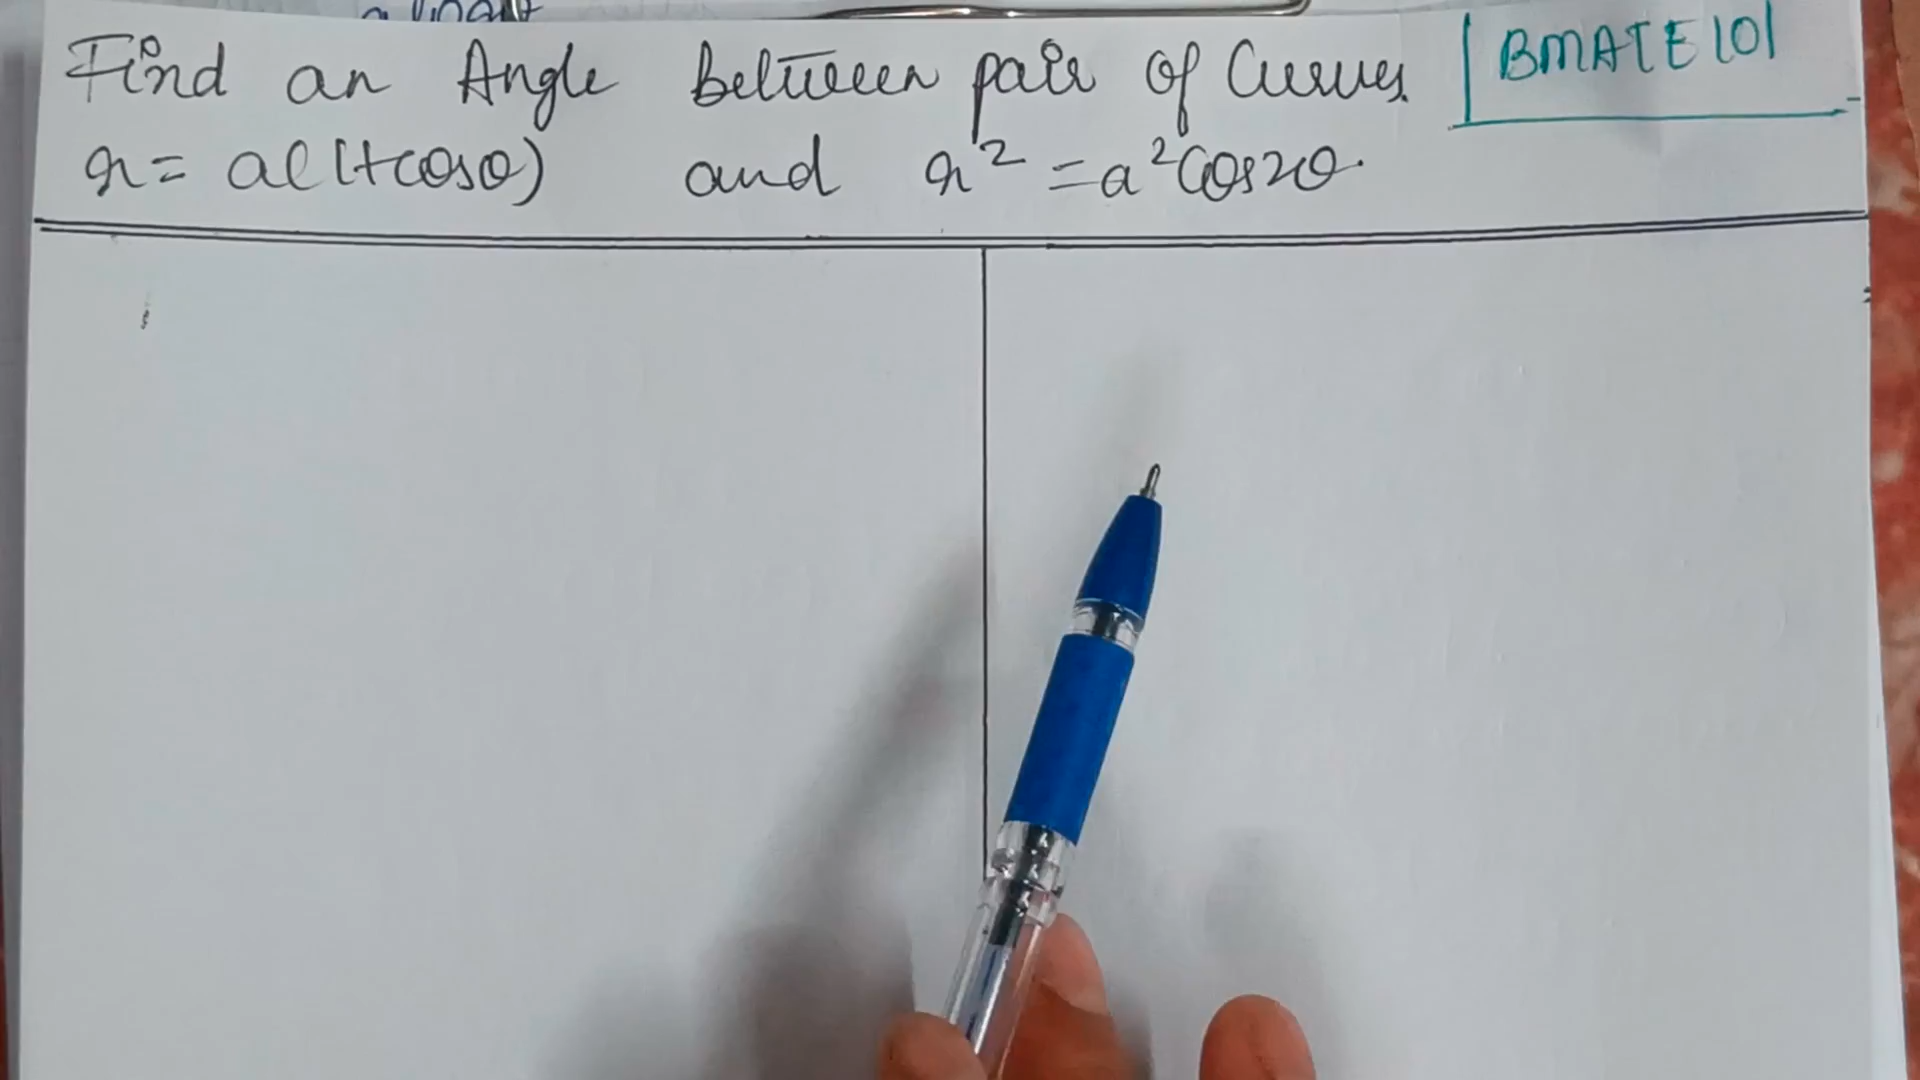 Find an Angle Between pair of Curves.
BMATE101
r = a(1+cosθ) and r² = a²cos2θ.